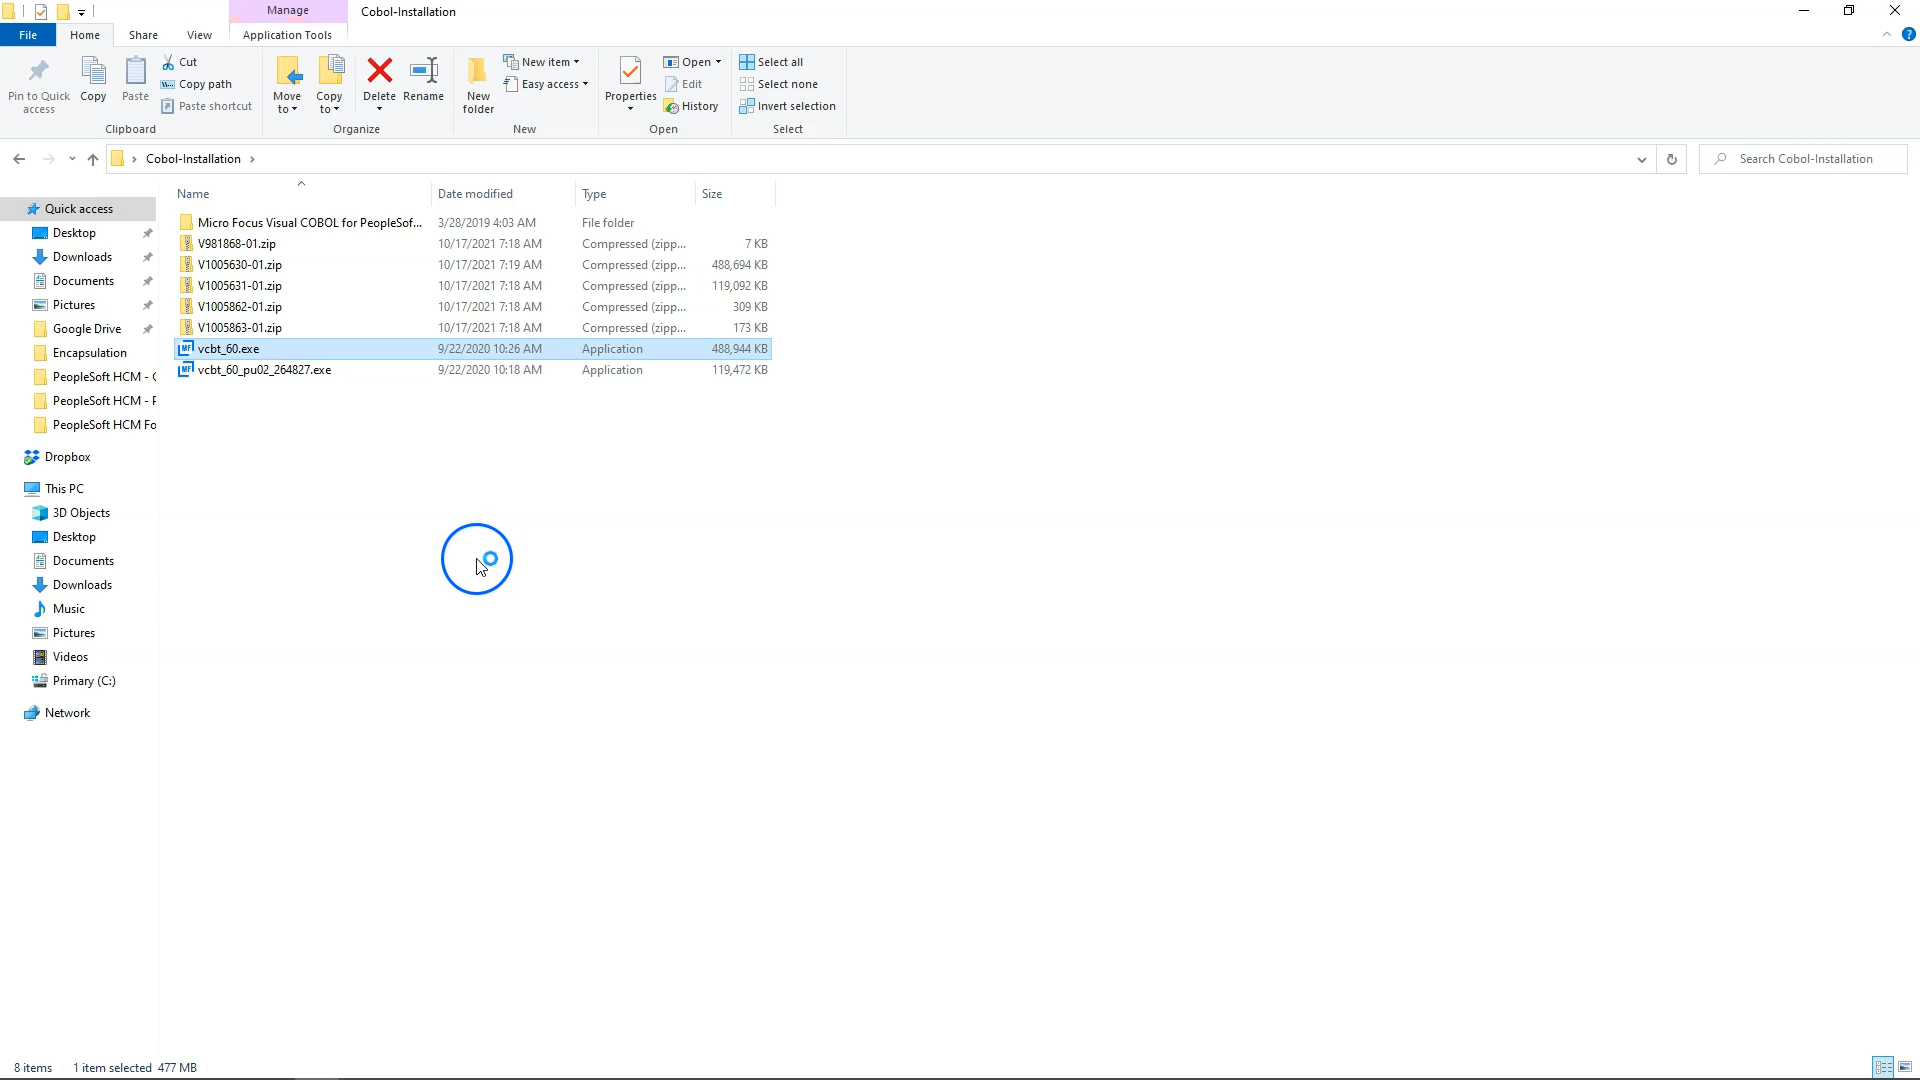 Manage
Cobol-Installation
File
Home
Share
View
Application Tools
Pin to Quick access
Copy
Paste
Cut
Copy path
Paste shortcut
Clipboard
Move to
Copy to
Delete
Rename
Organize
New folder
New item
Easy access
New
Properties
Open
Edit
History
Open
Select all
Select none
Invert selection
Select
Cobol-Installation
Search Cobol-Installation
Name Date modified Type Size
Micro Focus Visual COBOL for PeopleSof... 3/28/2019 4:03 AM File folder
V981868-01.zip 10/17/2021 7:18 AM Compressed (zipp... 7 KB
V1005630-01.zip 10/17/2021 7:19 AM Compressed (zipp... 488,694 KB
V1005631-01.zip 10/17/2021 7:18 AM Compressed (zipp... 119,092 KB
V1005862-01.zip 10/17/2021 7:18 AM Compressed (zipp... 309 KB
V1005863-01.zip 10/17/2021 7:18 AM Compressed (zipp... 173 KB
MF vcbt_60.exe 9/22/2020 10:26 AM Application 488,944 KB
MF vcbt_60_pu02_264827.exe 9/22/2020 10:18 AM Application 119,472 KB
Quick access
Desktop
Downloads
Documents
Pictures
Google Drive
Encapsulation
PeopleSoft HCM - C
PeopleSoft HCM - F
PeopleSoft HCM Fo
Dropbox
This PC
3D Objects
Desktop
Documents
Downloads
Music
Pictures
Videos
Primary (C:)
Network
8 items 1 item selected 477 MB